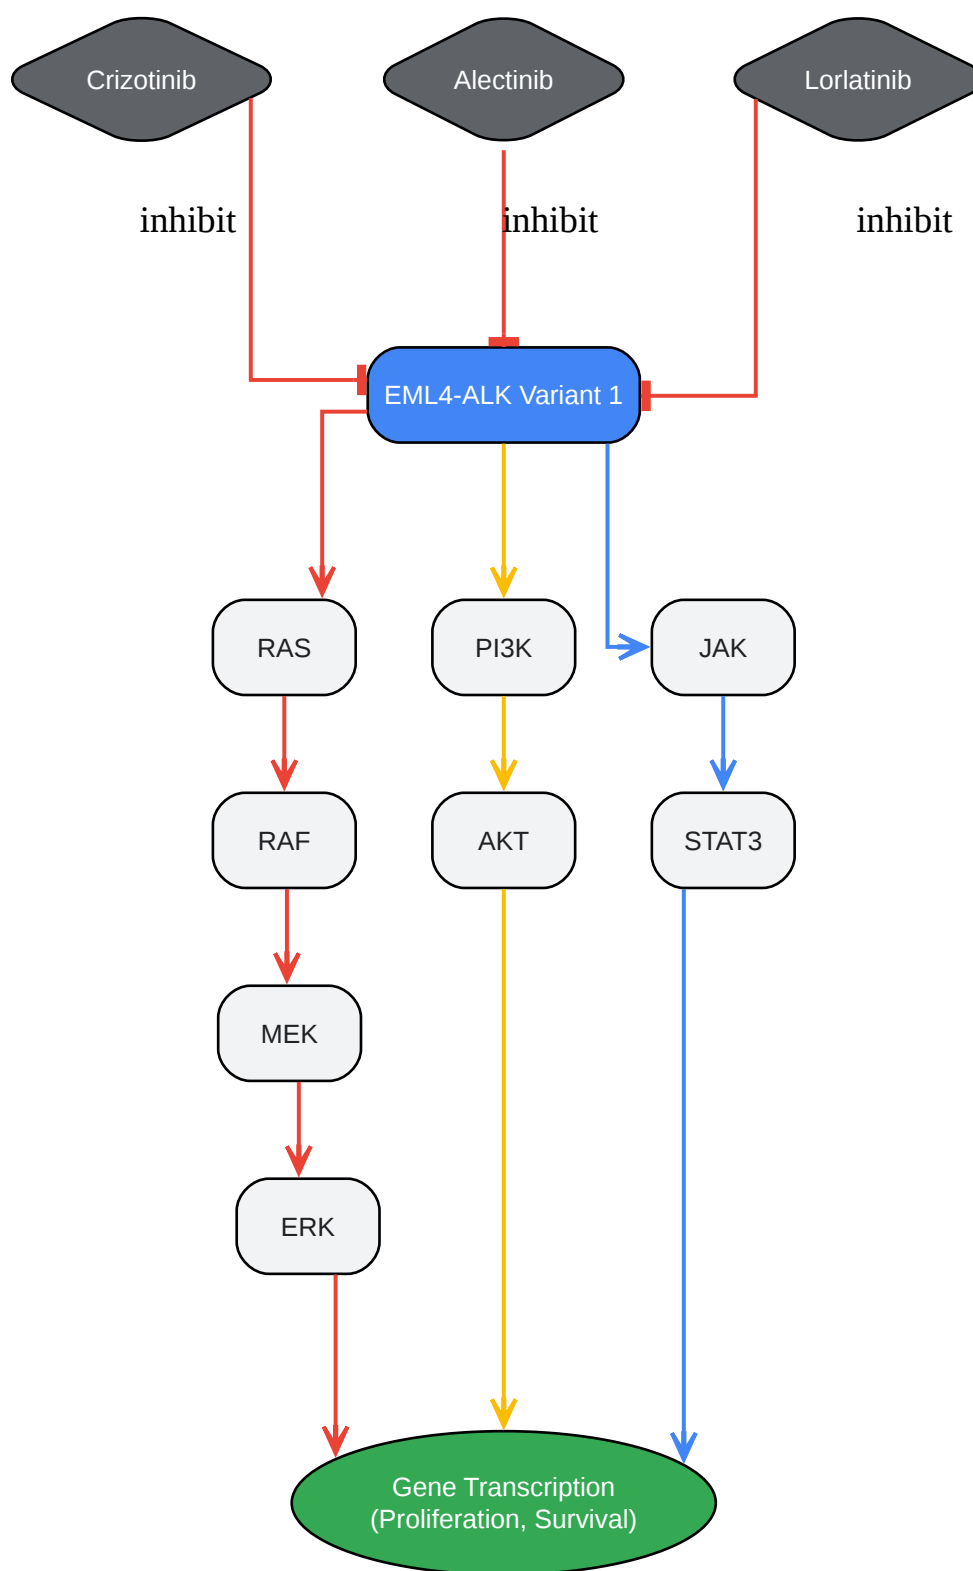 Crizotinib
Alectinib
Lorlatinib
inhibit
inhibit
inhibit
EML4-ALK Variant 1
RAS
PI3K
JAK
RAF
AKT
STAT3
MEK
ERK
Gene Transcription
(Proliferation, Survival)